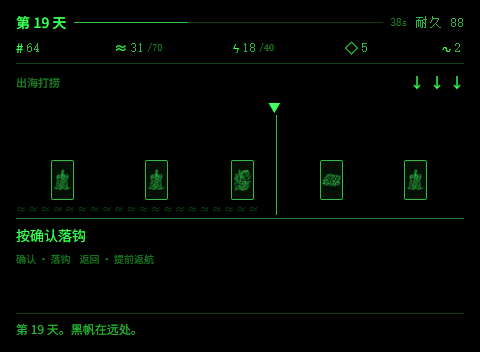 第 19 天 38s 耐久 88
# 64 ≈ 31 /70 ϟ 18 /40 ◇ 5 ∿ 2
出海打捞 ↓ ↓ ↓
按确认落钩
确认 · 落钩 返回 · 提前返航
第 19 天。黑帆在远处。